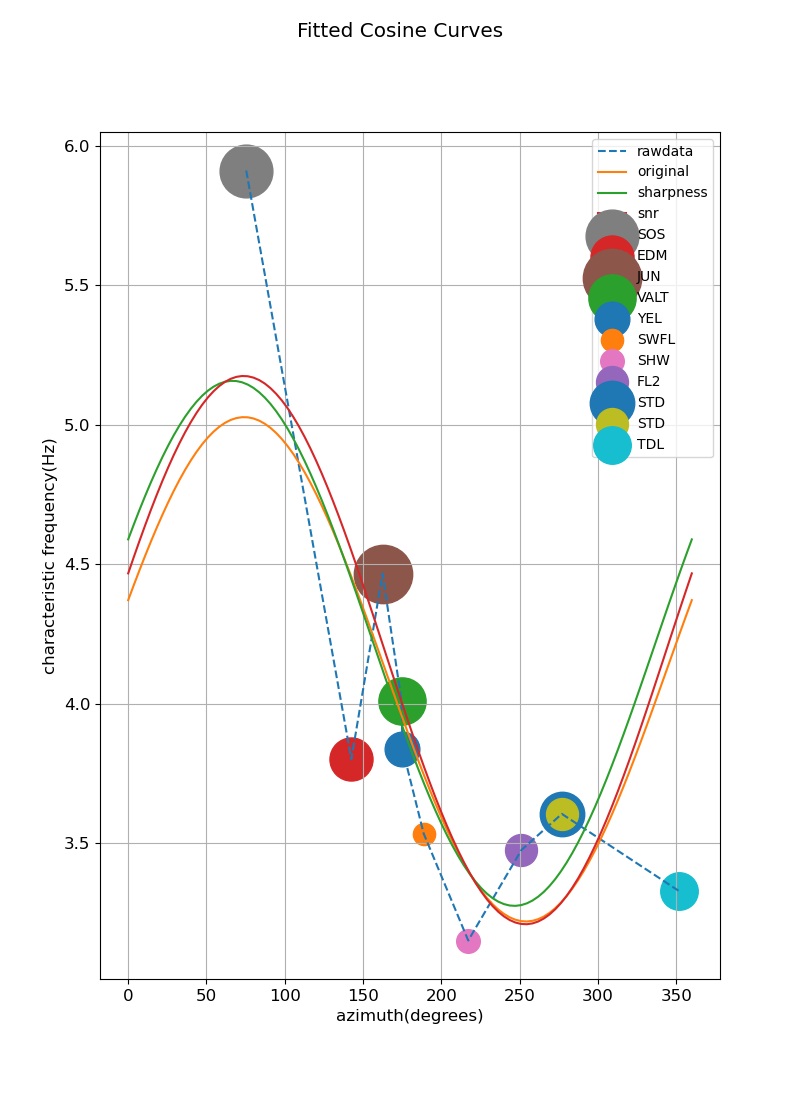 Fitted Cosine Curves
6.0
5.5
5.0
4.5
4.0
3.5
characteristic frequency(Hz)
rawdata
original
sharpness
snr
SOS
EDM
JUN
VALT
YEL
SWFL
SHW
FL2
STD
STD
TDL
0 50 100 150 200 250 300 350
azimuth(degrees)